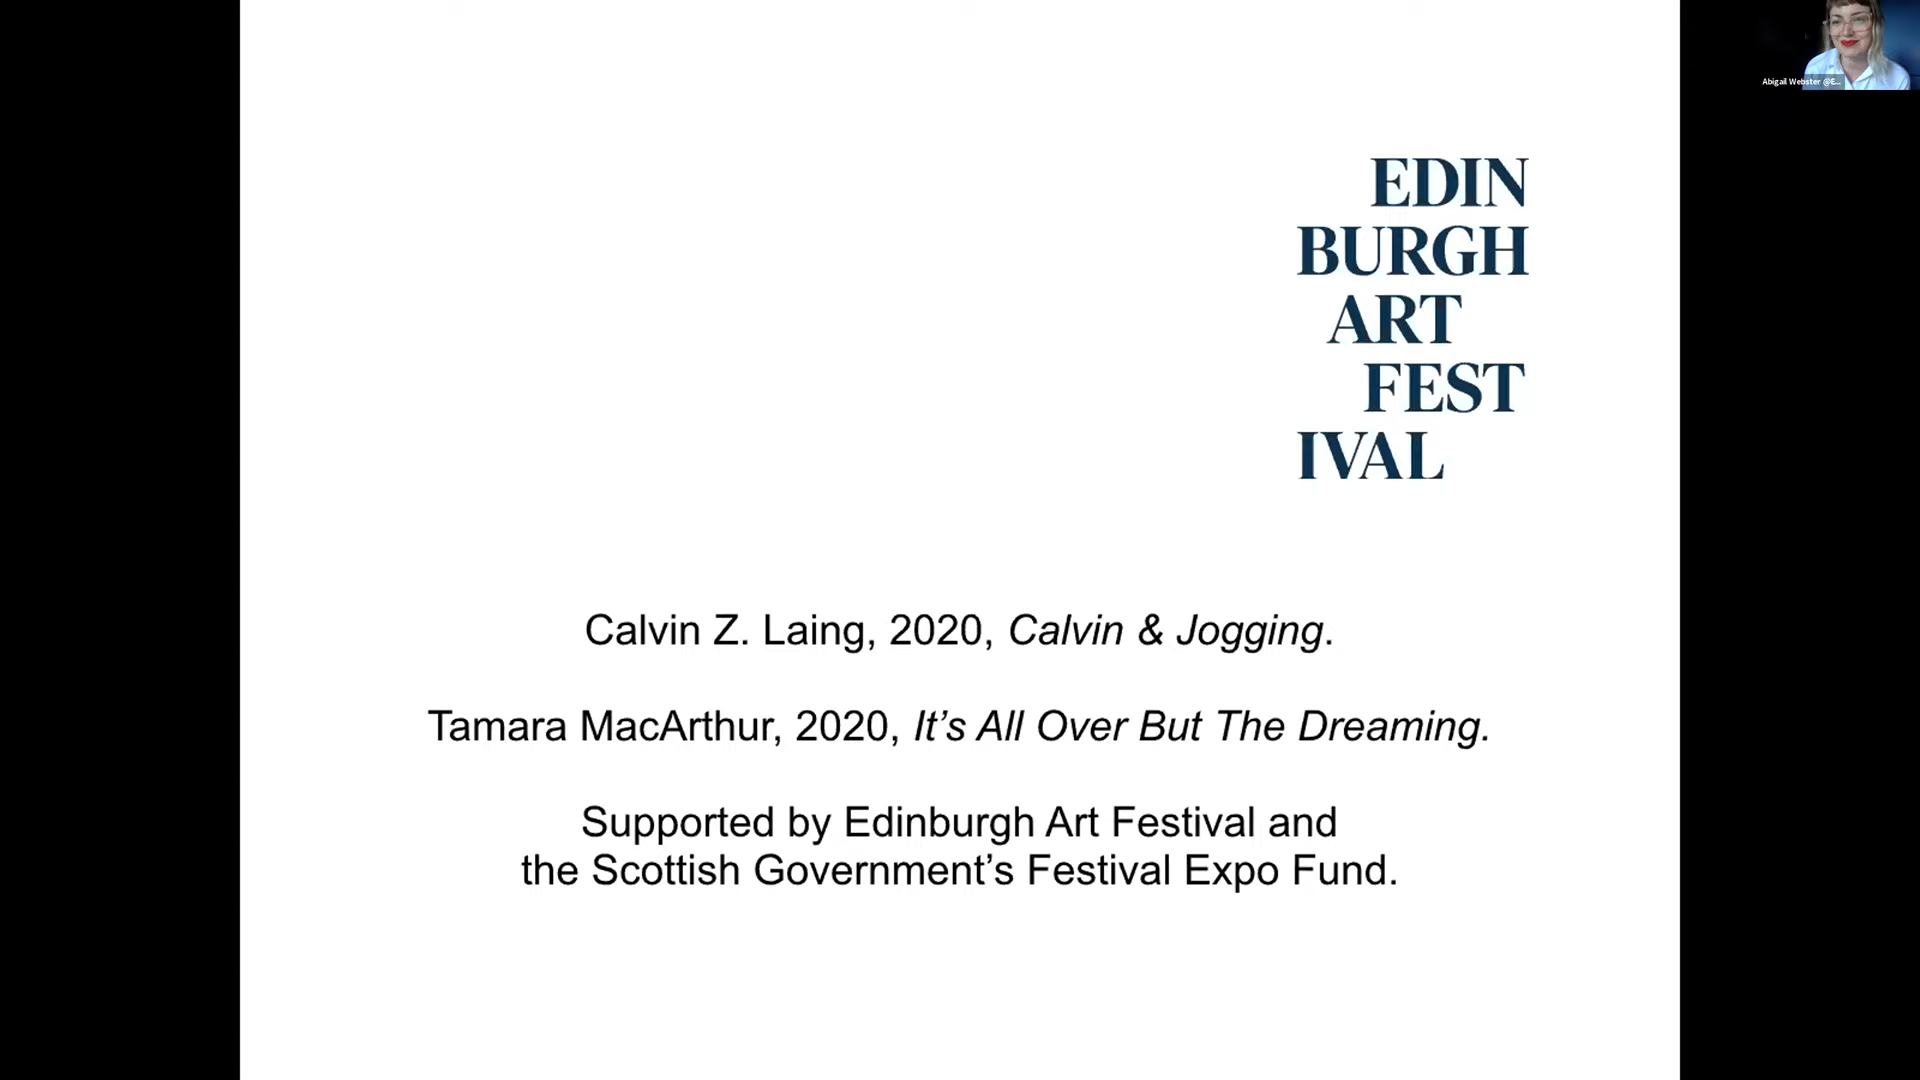 Abigail Webster @E...
EDIN
BURGH
ART
FEST
IVAL
Calvin Z. Laing, 2020, Calvin & Jogging.
Tamara MacArthur, 2020, It’s All Over But The Dreaming.
Supported by Edinburgh Art Festival and
the Scottish Government’s Festival Expo Fund.